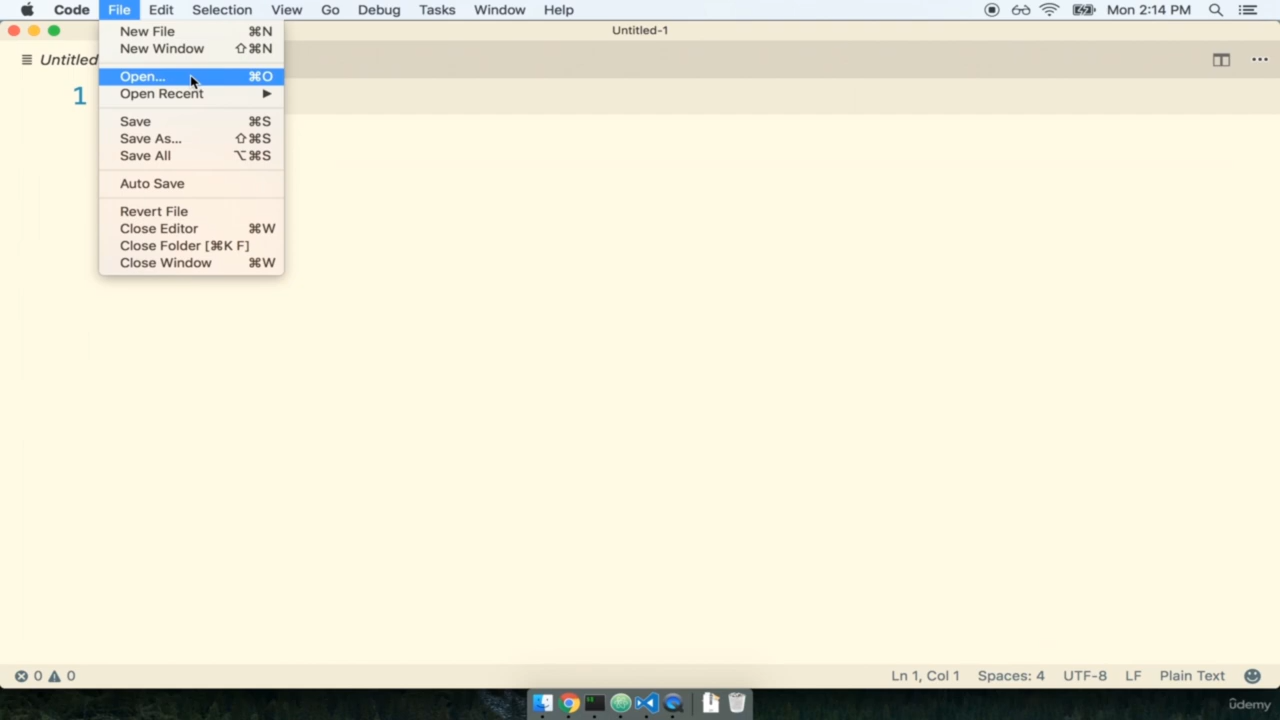 Code File Edit Selection View Go Debug Tasks Window Help Mon 2:14 PM
Untitled-1
Untitled
1
New File ⌘N
New Window ⇧⌘N
Open... ⌘O
Open Recent ▶
Save ⌘S
Save As... ⇧⌘S
Save All ⌥⌘S
Auto Save
Revert File
Close Editor ⌘W
Close Folder [⌘K F]
Close Window ⌘W
0 0 Ln 1, Col 1 Spaces: 4 UTF-8 LF Plain Text
ûdemy